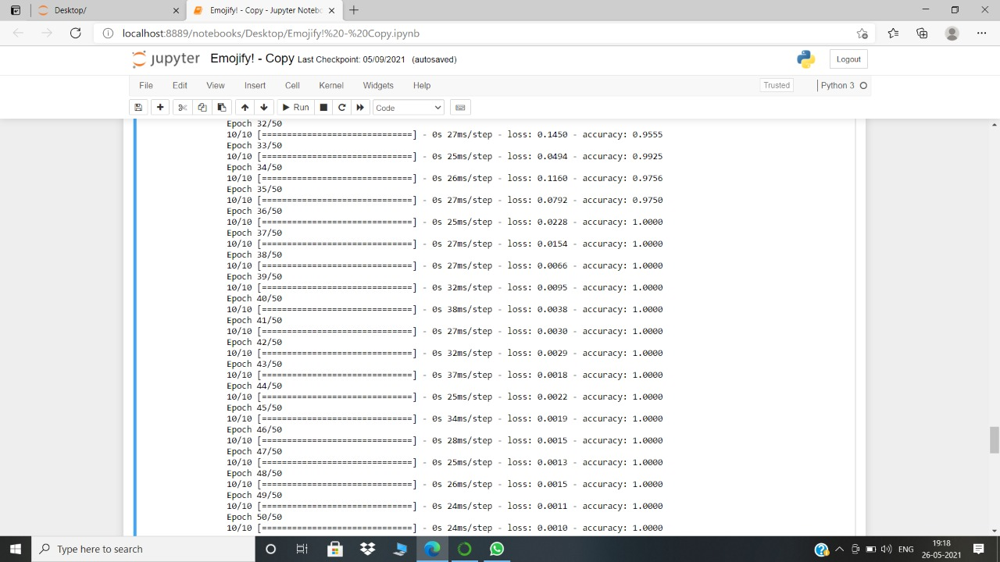 Desktop/
Emojify! - Copy - Jupyter Notebo
localhost:8889/notebooks/Desktop/Emojify!%20-%20Copy.ipynb
jupyter Emojify! - Copy Last Checkpoint: 05/09/2021 (autosaved)
Logout
File Edit View Insert Cell Kernel Widgets Help
Trusted
Python 3
Run
Code
Epoch 32/50
10/10 [==============================] - 0s 27ms/step - loss: 0.1450 - accuracy: 0.9555
Epoch 33/50
10/10 [==============================] - 0s 25ms/step - loss: 0.0494 - accuracy: 0.9925
Epoch 34/50
10/10 [==============================] - 0s 26ms/step - loss: 0.1160 - accuracy: 0.9756
Epoch 35/50
10/10 [==============================] - 0s 27ms/step - loss: 0.0792 - accuracy: 0.9750
Epoch 36/50
10/10 [==============================] - 0s 25ms/step - loss: 0.0228 - accuracy: 1.0000
Epoch 37/50
10/10 [==============================] - 0s 27ms/step - loss: 0.0154 - accuracy: 1.0000
Epoch 38/50
10/10 [==============================] - 0s 27ms/step - loss: 0.0066 - accuracy: 1.0000
Epoch 39/50
10/10 [==============================] - 0s 32ms/step - loss: 0.0095 - accuracy: 1.0000
Epoch 40/50
10/10 [==============================] - 0s 38ms/step - loss: 0.0038 - accuracy: 1.0000
Epoch 41/50
10/10 [==============================] - 0s 27ms/step - loss: 0.0030 - accuracy: 1.0000
Epoch 42/50
10/10 [==============================] - 0s 32ms/step - loss: 0.0029 - accuracy: 1.0000
Epoch 43/50
10/10 [==============================] - 0s 37ms/step - loss: 0.0018 - accuracy: 1.0000
Epoch 44/50
10/10 [==============================] - 0s 25ms/step - loss: 0.0022 - accuracy: 1.0000
Epoch 45/50
10/10 [==============================] - 0s 34ms/step - loss: 0.0019 - accuracy: 1.0000
Epoch 46/50
10/10 [==============================] - 0s 28ms/step - loss: 0.0015 - accuracy: 1.0000
Epoch 47/50
10/10 [==============================] - 0s 25ms/step - loss: 0.0013 - accuracy: 1.0000
Epoch 48/50
10/10 [==============================] - 0s 26ms/step - loss: 0.0015 - accuracy: 1.0000
Epoch 49/50
10/10 [==============================] - 0s 24ms/step - loss: 0.0011 - accuracy: 1.0000
Epoch 50/50
10/10 [==============================] - 0s 24ms/step - loss: 0.0010 - accuracy: 1.0000
Type here to search
ENG
19:18
26-05-2021